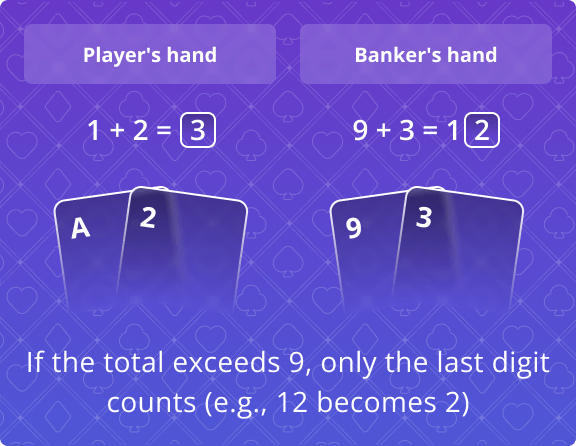 Player's hand
Banker's hand
1 + 2 = 3
9 + 3 = 12
A
2
9
3
If the total exceeds 9, only the last digit
counts (e.g., 12 becomes 2)